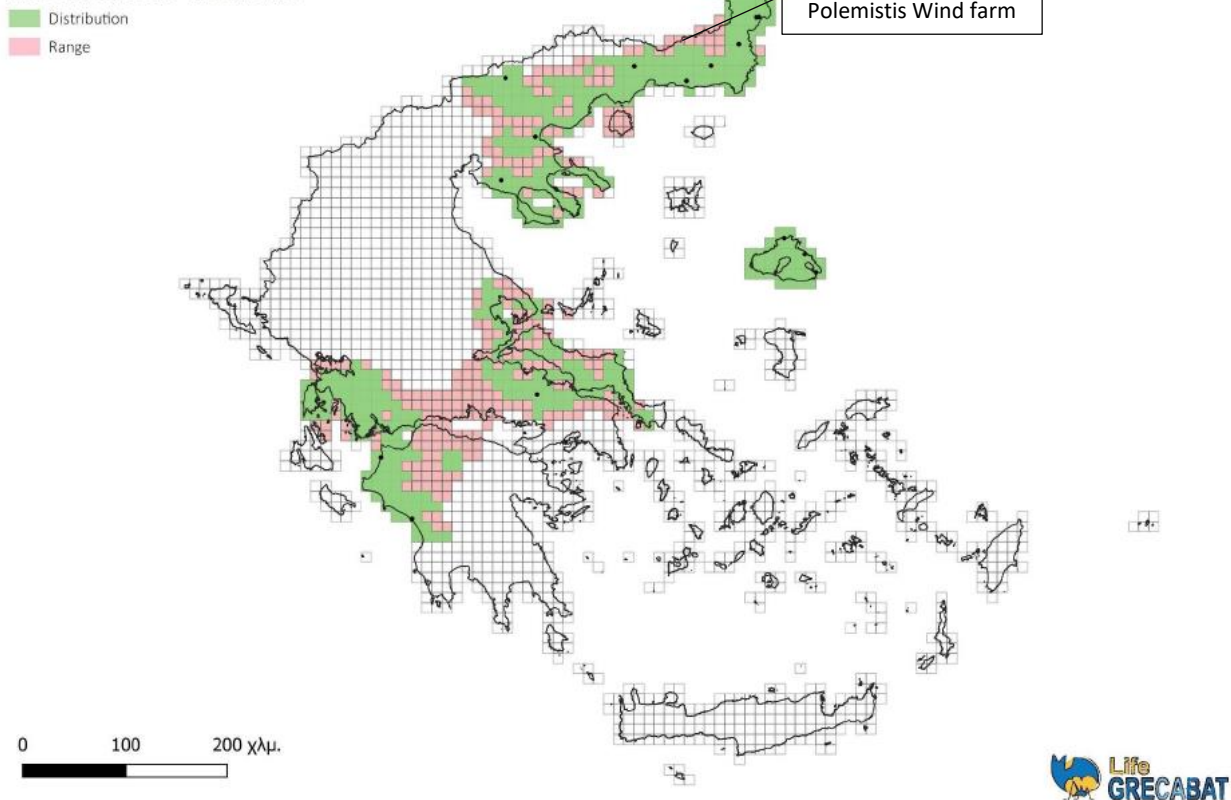 Polemistis Wind farm
Distribution
Range
0 100 200 χλμ.
Life
GRECABAT